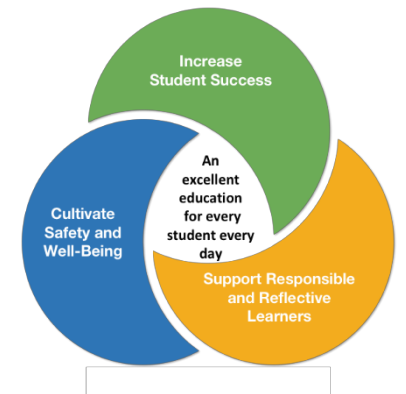 Increase
Student Success
An
excellent
education
for every
student every
day
Cultivate
Safety and
Well-Being
Support Responsible
and Reflective
Learners